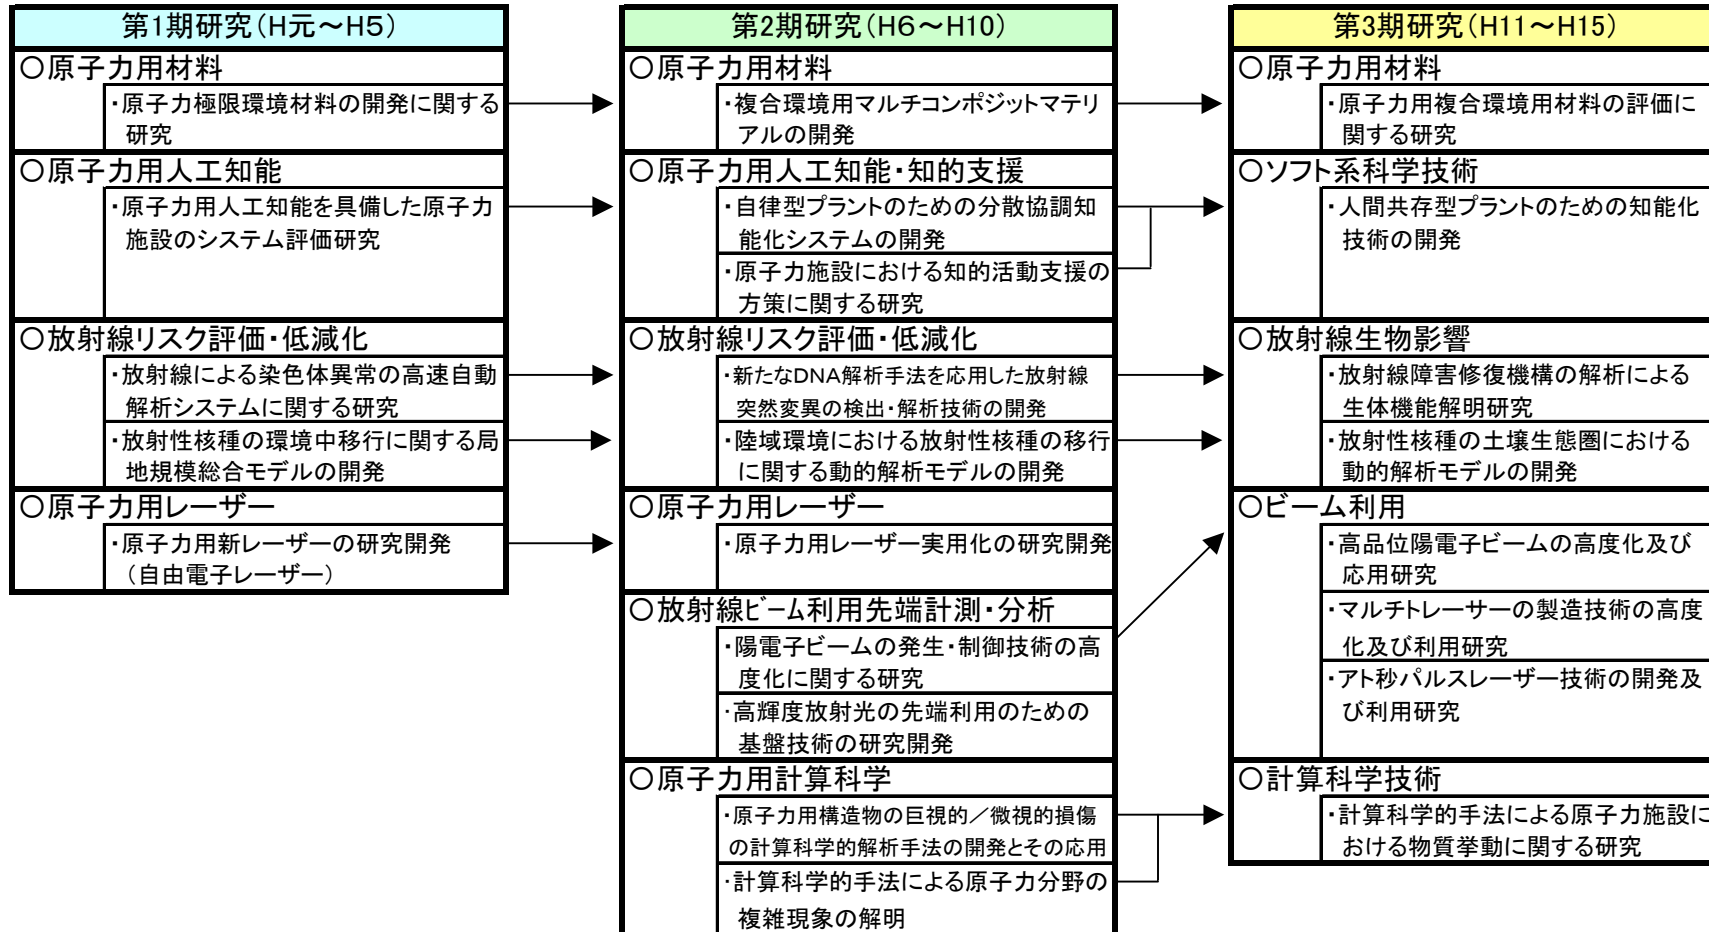 第1期研究(H元～H5)
○原子力用材料
・原子力極限環境材料の開発に関する
研究
○原子力用人工知能
・原子力用人工知能を具備した原子力
施設のシステム評価研究
○放射線リスク評価・低減化
・放射線による染色体異常の高速自動
解析システムに関する研究
・放射性核種の環境中移行に関する局
地規模総合モデルの開発
○原子力用レーザー
・原子力用新レーザーの研究開発
(自由電子レーザー)
第2期研究(H6～H10)
○原子力用材料
・複合環境用マルチコンポジットマテリ
アルの開発
○原子力用人工知能・知的支援
・自律型プラントのための分散協調知
能化システムの開発
・原子力施設における知的活動支援の
方策に関する研究
○放射線リスク評価・低減化
・新たなDNA解析手法を応用した放射線
突然変異の検出・解析技術の開発
・陸域環境における放射性核種の移行
に関する動的解析モデルの開発
○原子力用レーザー
・原子力用レーザー実用化の研究開発
○放射線ビーム利用先端計測・分析
・陽電子ビームの発生・制御技術の高
度化に関する研究
・高輝度放射光の先端利用のための
基盤技術の研究開発
○原子力用計算科学
・原子力用構造物の巨視的／微視的損傷
の計算科学的解析手法の開発とその応用
・計算科学的手法による原子力分野の
複雑現象の解明
第3期研究(H11～H15)
○原子力用材料
・原子力用複合環境用材料の評価に
関する研究
○ソフト系科学技術
・人間共存型プラントのための知能化
技術の開発
○放射線生物影響
・放射線障害修復機構の解析による
生体機能解明研究
・放射性核種の土壌生態圏における
動的解析モデルの開発
○ビーム利用
・高品位陽電子ビームの高度化及び
応用研究
・マルチトレーサーの製造技術の高度
化及び利用研究
・アト秒パルスレーザー技術の開発及
び利用研究
○計算科学技術
・計算科学的手法による原子力施設に
おける物質挙動に関する研究